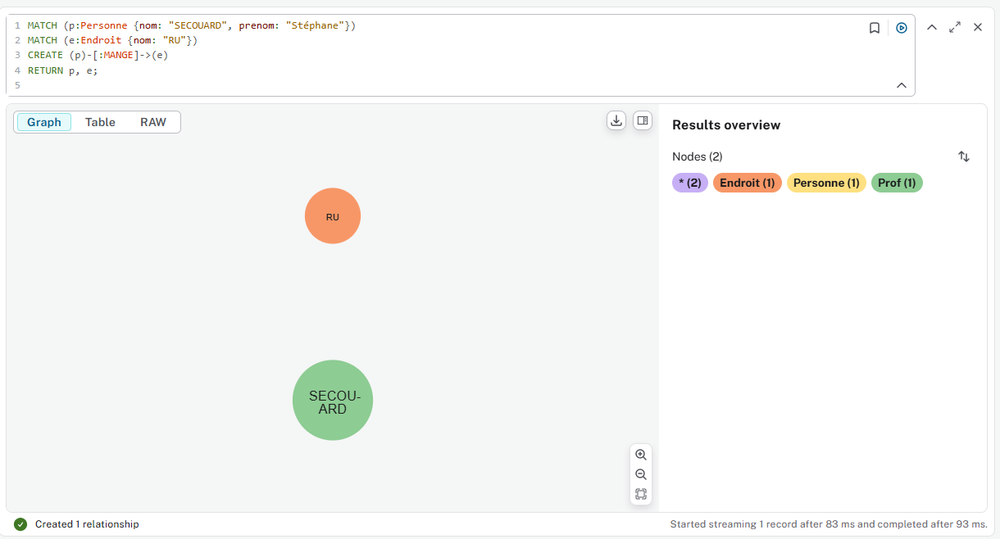 1 MATCH (p:Personne {nom: "SECOUARD", prenom: "Stéphane"})
2 MATCH (e:Endroit {nom: "RU"})
3 CREATE (p)-[:MANGE]->(e)
4 RETURN p, e;
5
Graph Table RAW
Results overview
Nodes (2)
* (2) Endroit (1) Personne (1) Prof (1)
RU
SECOU-
ARD
Created 1 relationship
Started streaming 1 record after 83 ms and completed after 93 ms.